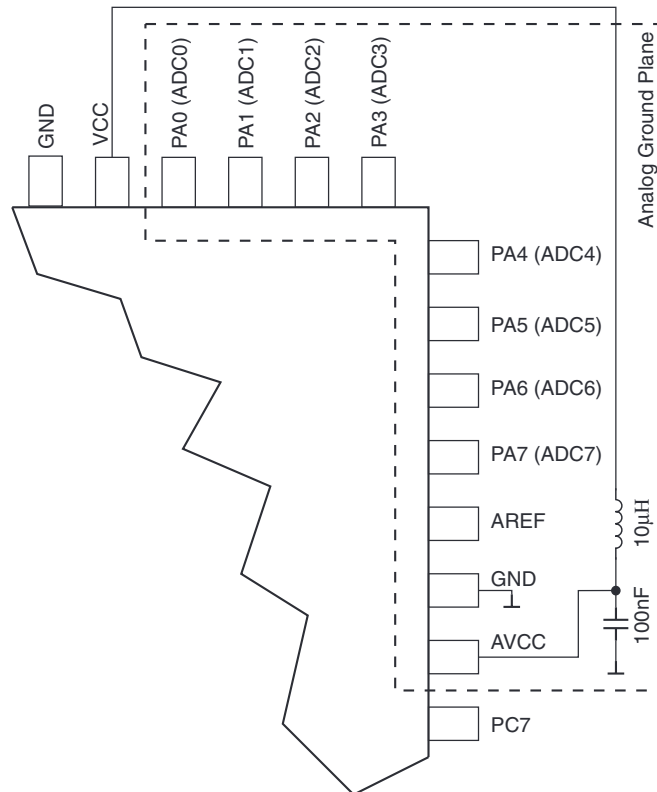 GND
VCC
PA0 (ADC0)
PA1 (ADC1)
PA2 (ADC2)
PA3 (ADC3)
Analog Ground Plane
PA4 (ADC4)
PA5 (ADC5)
PA6 (ADC6)
PA7 (ADC7)
AREF
10µH
GND
AVCC
100nF
PC7